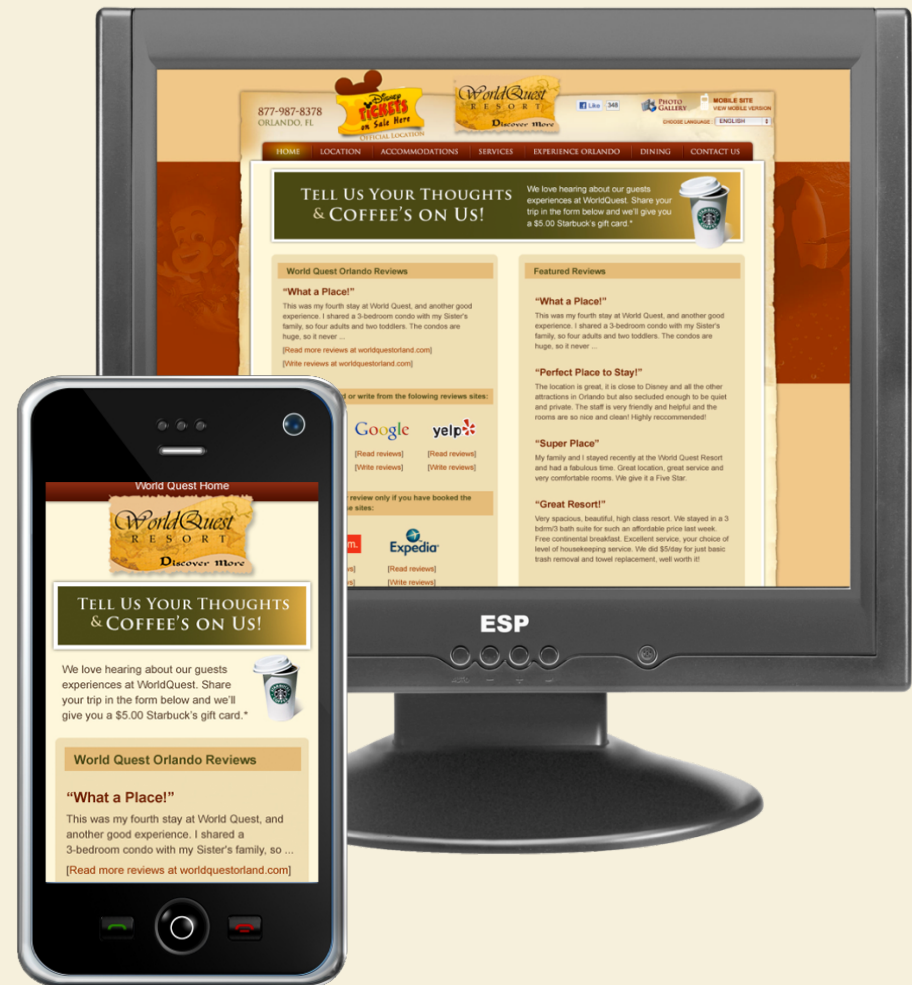 877-987-8378
ORLANDO, FL
Disney
TICKETS
on Sale Here
OFFICIAL LOCATION
WorldQuest
RESORT
Discover More
Like 348
PHOTO
GALLERY
MOBILE SITE
VIEW MOBILE VERSION
CHOOSE LANGUAGE: ENGLISH
HOME LOCATION ACCOMMODATIONS SERVICES EXPERIENCE ORLANDO DINING CONTACT US
TELL US YOUR THOUGHTS
& COFFEE'S ON US!
We love hearing about our guests
experiences at WorldQuest. Share your
trip in the form below and we'll give you
a $5.00 Starbuck's gift card.*
World Quest Orlando Reviews
“What a Place!”
This was my fourth stay at World Quest, and another good
experience. I shared a 3-bedroom condo with my Sister's
family, so four adults and two toddlers. The condos are
huge, so it never ...
[Read more reviews at worldquestorland.com]
[Write reviews at worldquestorland.com]
d or write from the folowing reviews sites:
Google yelp
[Read reviews] [Read reviews]
[Write reviews] [Write reviews]
review only if you have booked the
e sites:
m. Expedia
ws] [Read reviews]
ws] [Write reviews]
Featured Reviews
“What a Place!”
This was my fourth stay at World Quest, and another good
experience. I shared a 3-bedroom condo with my Sister's
family, so four adults and two toddlers. The condos are
huge, so it never ...
“Perfect Place to Stay!”
The location is great, it is close to Disney and all the other
attractions in Orlando but also secluded enough to be quiet
and private. The staff is very friendly and helpful and the
rooms are so nice and clean! Highly reccommended!
“Super Place”
My family and I stayed recently at the World Quest Resort
and had a fabulous time. Great location, great service and
very comfortable rooms. We give it a Five Star.
“Great Resort!”
Very spacious, beautiful, high class resort. We stayed in a 3
bdrm/3 bath suite for such an affordable price last week.
Free continental breakfast. Excellent service, your choice of
level of housekeeping service. We did $5/day for just basic
trash removal and towel replacement, well worth it!
ESP
World Quest Home
WorldQuest
RESORT
Discover More
TELL US YOUR THOUGHTS
& COFFEE'S ON US!
We love hearing about our guests
experiences at WorldQuest. Share
your trip in the form below and we'll
give you a $5.00 Starbuck's gift card.*
World Quest Orlando Reviews
“What a Place!”
This was my fourth stay at World Quest, and
another good experience. I shared a
3-bedroom condo with my Sister's family, so ...
[Read more reviews at worldquestorland.com]